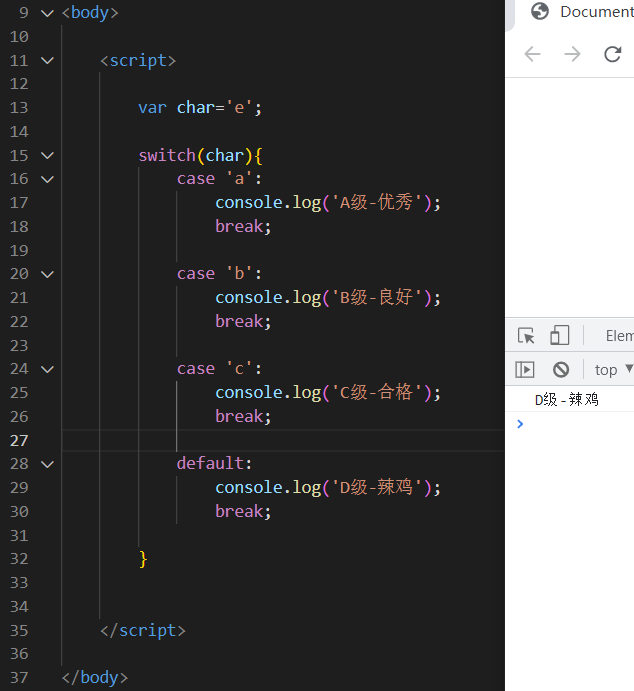 9 <body>
10
11 <script>
12
13 var char='e';
14
15 switch(char){
16 case 'a':
17 console.log('A级-优秀');
18 break;
19
20 case 'b':
21 console.log('B级-良好');
22 break;
23
24 case 'c':
25 console.log('C级-合格');
26 break;
27
28 default:
29 console.log('D级-辣鸡');
30 break;
31
32 }
33
34
35 </script>
36
37 </body>
Document
Elem
top
D级-辣鸡